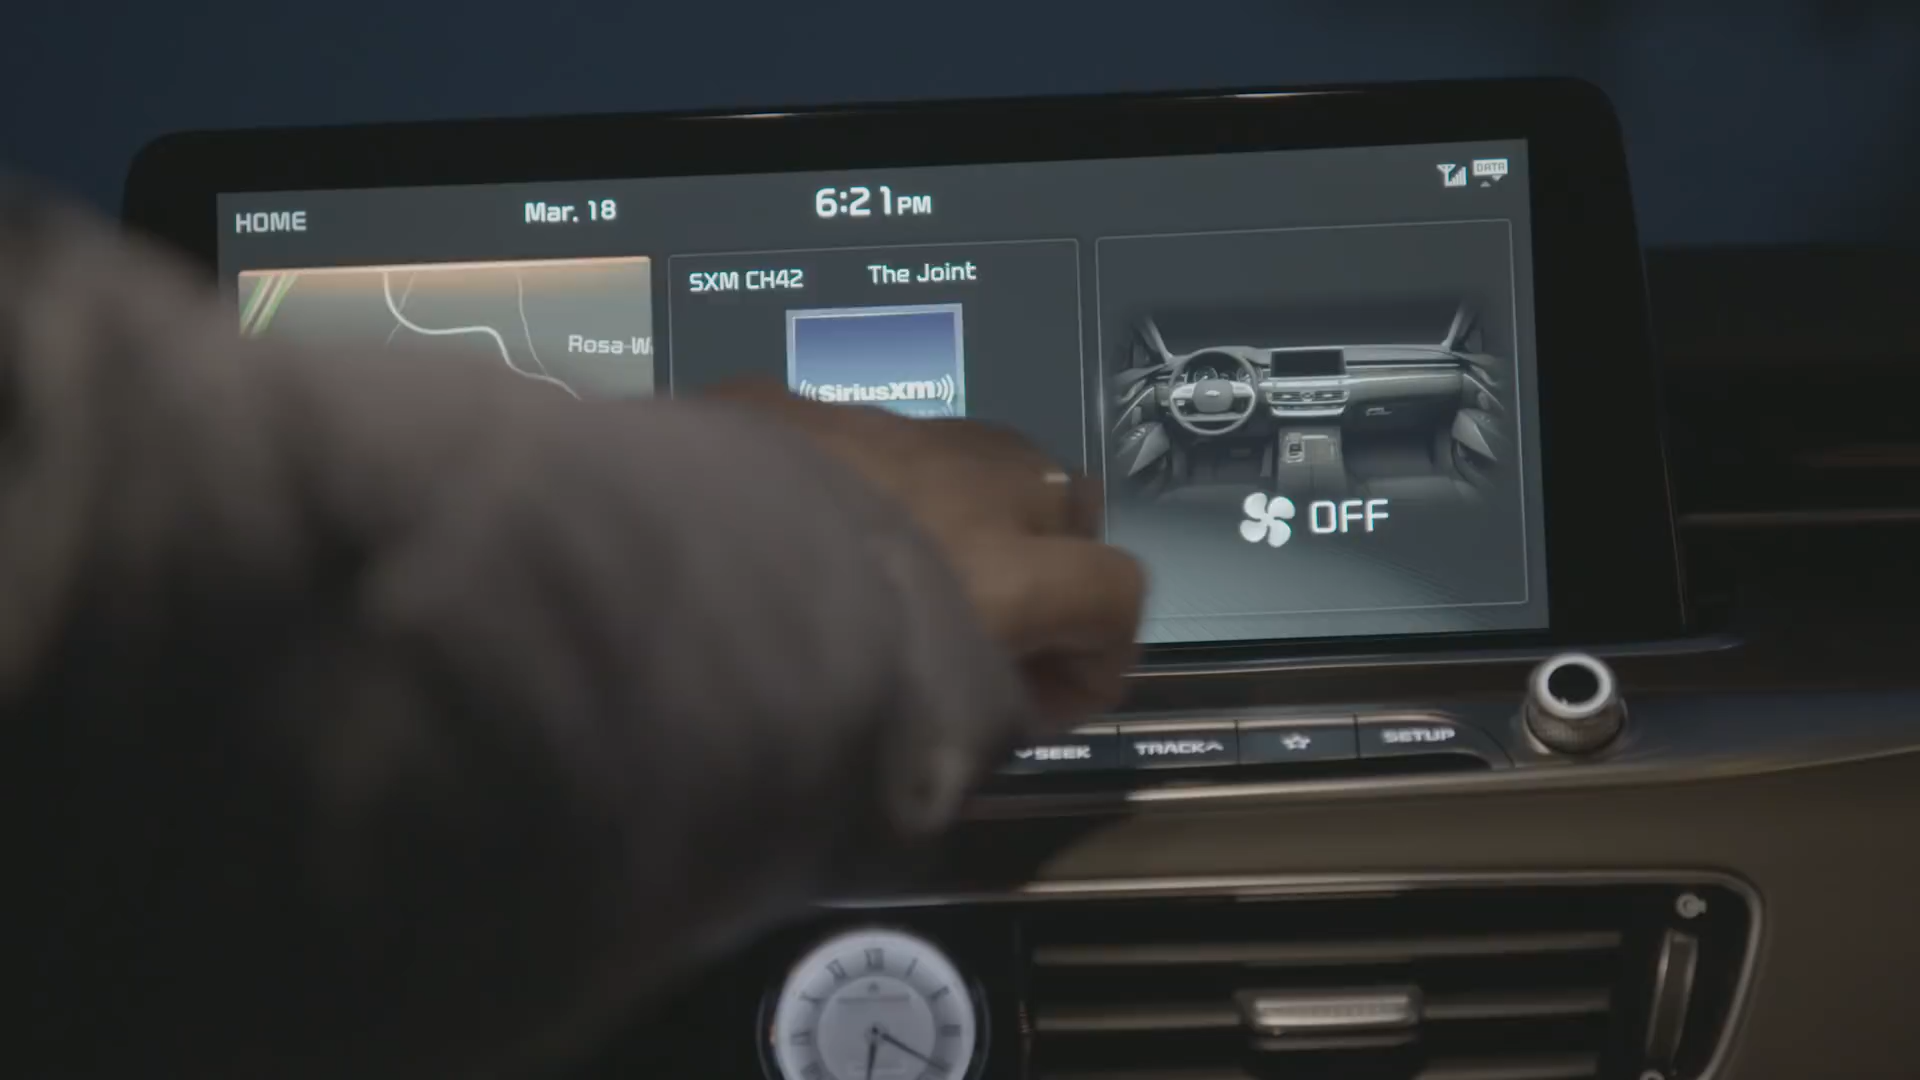 HOME
Mar. 18
6:21PM
DATA
Rosa-W
SXM CH42
The Joint
((SiriusXM))
OFF
SEEK
TRACK
SETUP